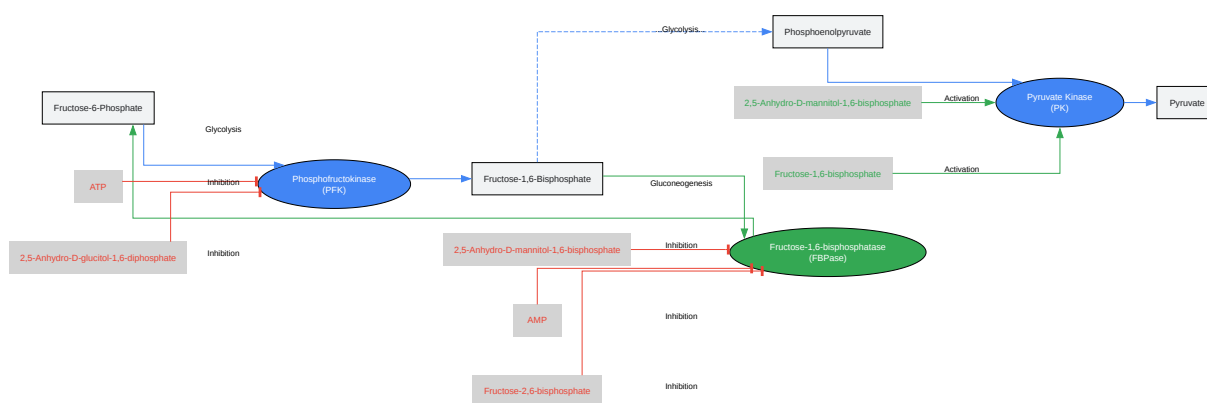 ...Glycolysis...
Phosphoenolpyruvate
2,5-Anhydro-D-mannitol-1,6-bisphosphate
Activation
Pyruvate Kinase
(PK)
Pyruvate
Fructose-6-Phosphate
Glycolysis
ATP
Inhibition
Phosphofructokinase
(PFK)
Fructose-1,6-Bisphosphate
Gluconeogenesis
Fructose-1,6-bisphosphate
Activation
2,5-Anhydro-D-glucitol-1,6-diphosphate
Inhibition
2,5-Anhydro-D-mannitol-1,6-bisphosphate
Inhibition
Fructose-1,6-bisphosphatase
(FBPase)
AMP
Inhibition
Fructose-2,6-bisphosphate
Inhibition